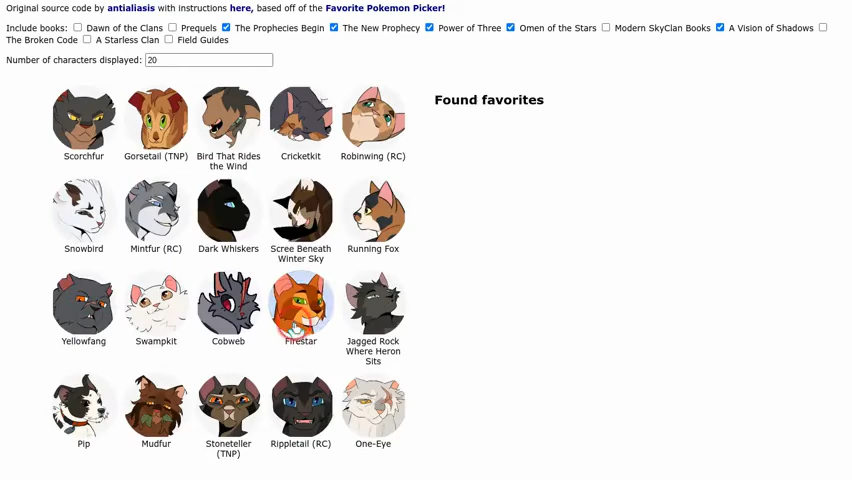 Original source code by antialiasis with instructions here, based off of the Favorite Pokemon Picker!
Include books: Dawn of the Clans Prequels The Prophecies Begin The New Prophecy Power of Three Omen of the Stars Modern SkyClan Books A Vision of Shadows
The Broken Code A Starless Clan Field Guides
Number of characters displayed: 20
Found favorites
Scorchfur Gorsetail (TNP) Bird That Rides Cricketkit Robinwing (RC)
the Wind
Snowbird Mintfur (RC) Dark Whiskers Scree Beneath Running Fox
Winter Sky
Yellowfang Swampkit Cobweb Firestar Jagged Rock
Where Heron
Sits
Pip Mudfur Stoneteller Rippletail (RC) One-Eye
(TNP)